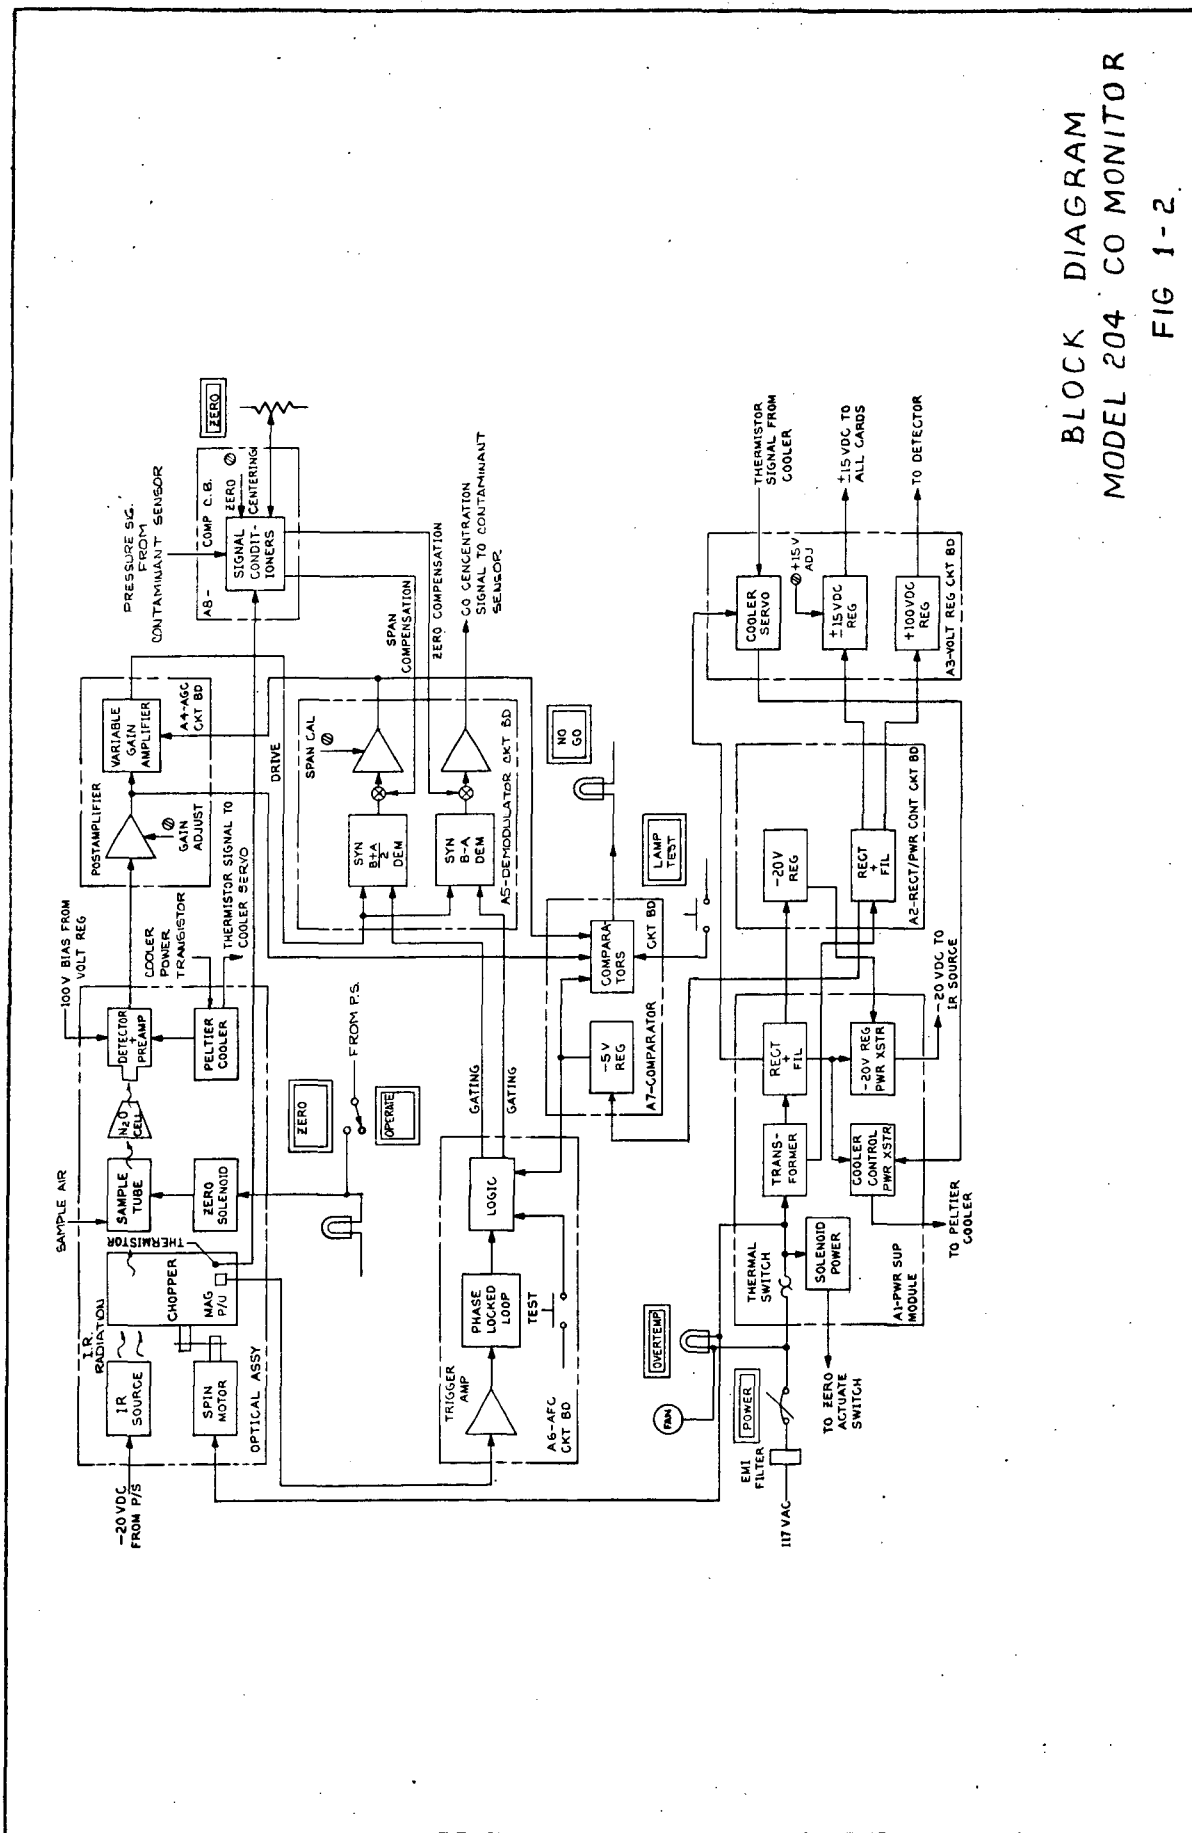 -20 VDC
FROM P/S
I.R.
RADIATION
IR
SOURCE
SPIN
MOTOR
OPTICAL ASSY
CHOPPER
MAG
P/U
THERMISTOR
SAMPLE AIR
SAMPLE
TUBE
ZERO
SOLENOID
N2O
CELL
-100V BIAS FROM
VOLT REG
DETECTOR
+
PREAMP
PELTIER
COOLER
COOLER
POWER
TRANSISTOR
THERMISTOR SIGNAL TO
COOLER SERVO
POSTAMPLIFIER
GAIN
ADJUST
VARIABLE
GAIN
AMPLIFIER
A4-AGC
CKT BD
PRESSURE SIG.
FROM
CONTAMINANT SENSOR
A8-
COMP C.B.
SIGNAL
CONDIT-
IONERS
ZERO
CENTERING
ZERO
DRIVE
SPAN CAL
SYN
B+A
2
DEM
SYN
B-A
DEM
A5-DEMODULATOR CKT BD
SPAN
COMPENSATION
ZERO COMPENSATION
CO CENCENTRATION
SIGNAL TO CONTAMINANT
SENSOR
ZERO
OPERATE
FROM P.S.
TRIGGER
AMP
PHASE
LOCKED
LOOP
LOGIC
TEST
A6-AFC
CKT BD
GATING
GATING
-5V
REG
COMPARA-
TORS
A7-COMPARATOR
CKT BD
NO
GO
LAMP
TEST
117 VAC
EMI
FILTER
POWER
FAN
OVERTEMP
THERMAL
SWITCH
SOLENOID
POWER
TO ZERO
ACTUATE
SWITCH
A1-PWR SUP
MODULE
TRANS-
FORMER
COOLER
CONTROL
PWR XSTR
TO PELTIER
COOLER
RECT
+
FIL
-20V REG
PWR XSTR
-20 VDC TO
IR SOURCE
-20V
REG
RECT
+
FIL
A2-RECT/PWR CONT CKT BD
COOLER
SERVO
±15VDC
REG
+15V
ADJ
+100VDC
REG
A3-VOLT REG CKT BD
THERMISTOR
SIGNAL FROM
COOLER
±15 VDC TO
ALL CARDS
TO DETECTOR
BLOCK DIAGRAM
MODEL 204 CO MONITOR
FIG 1-2